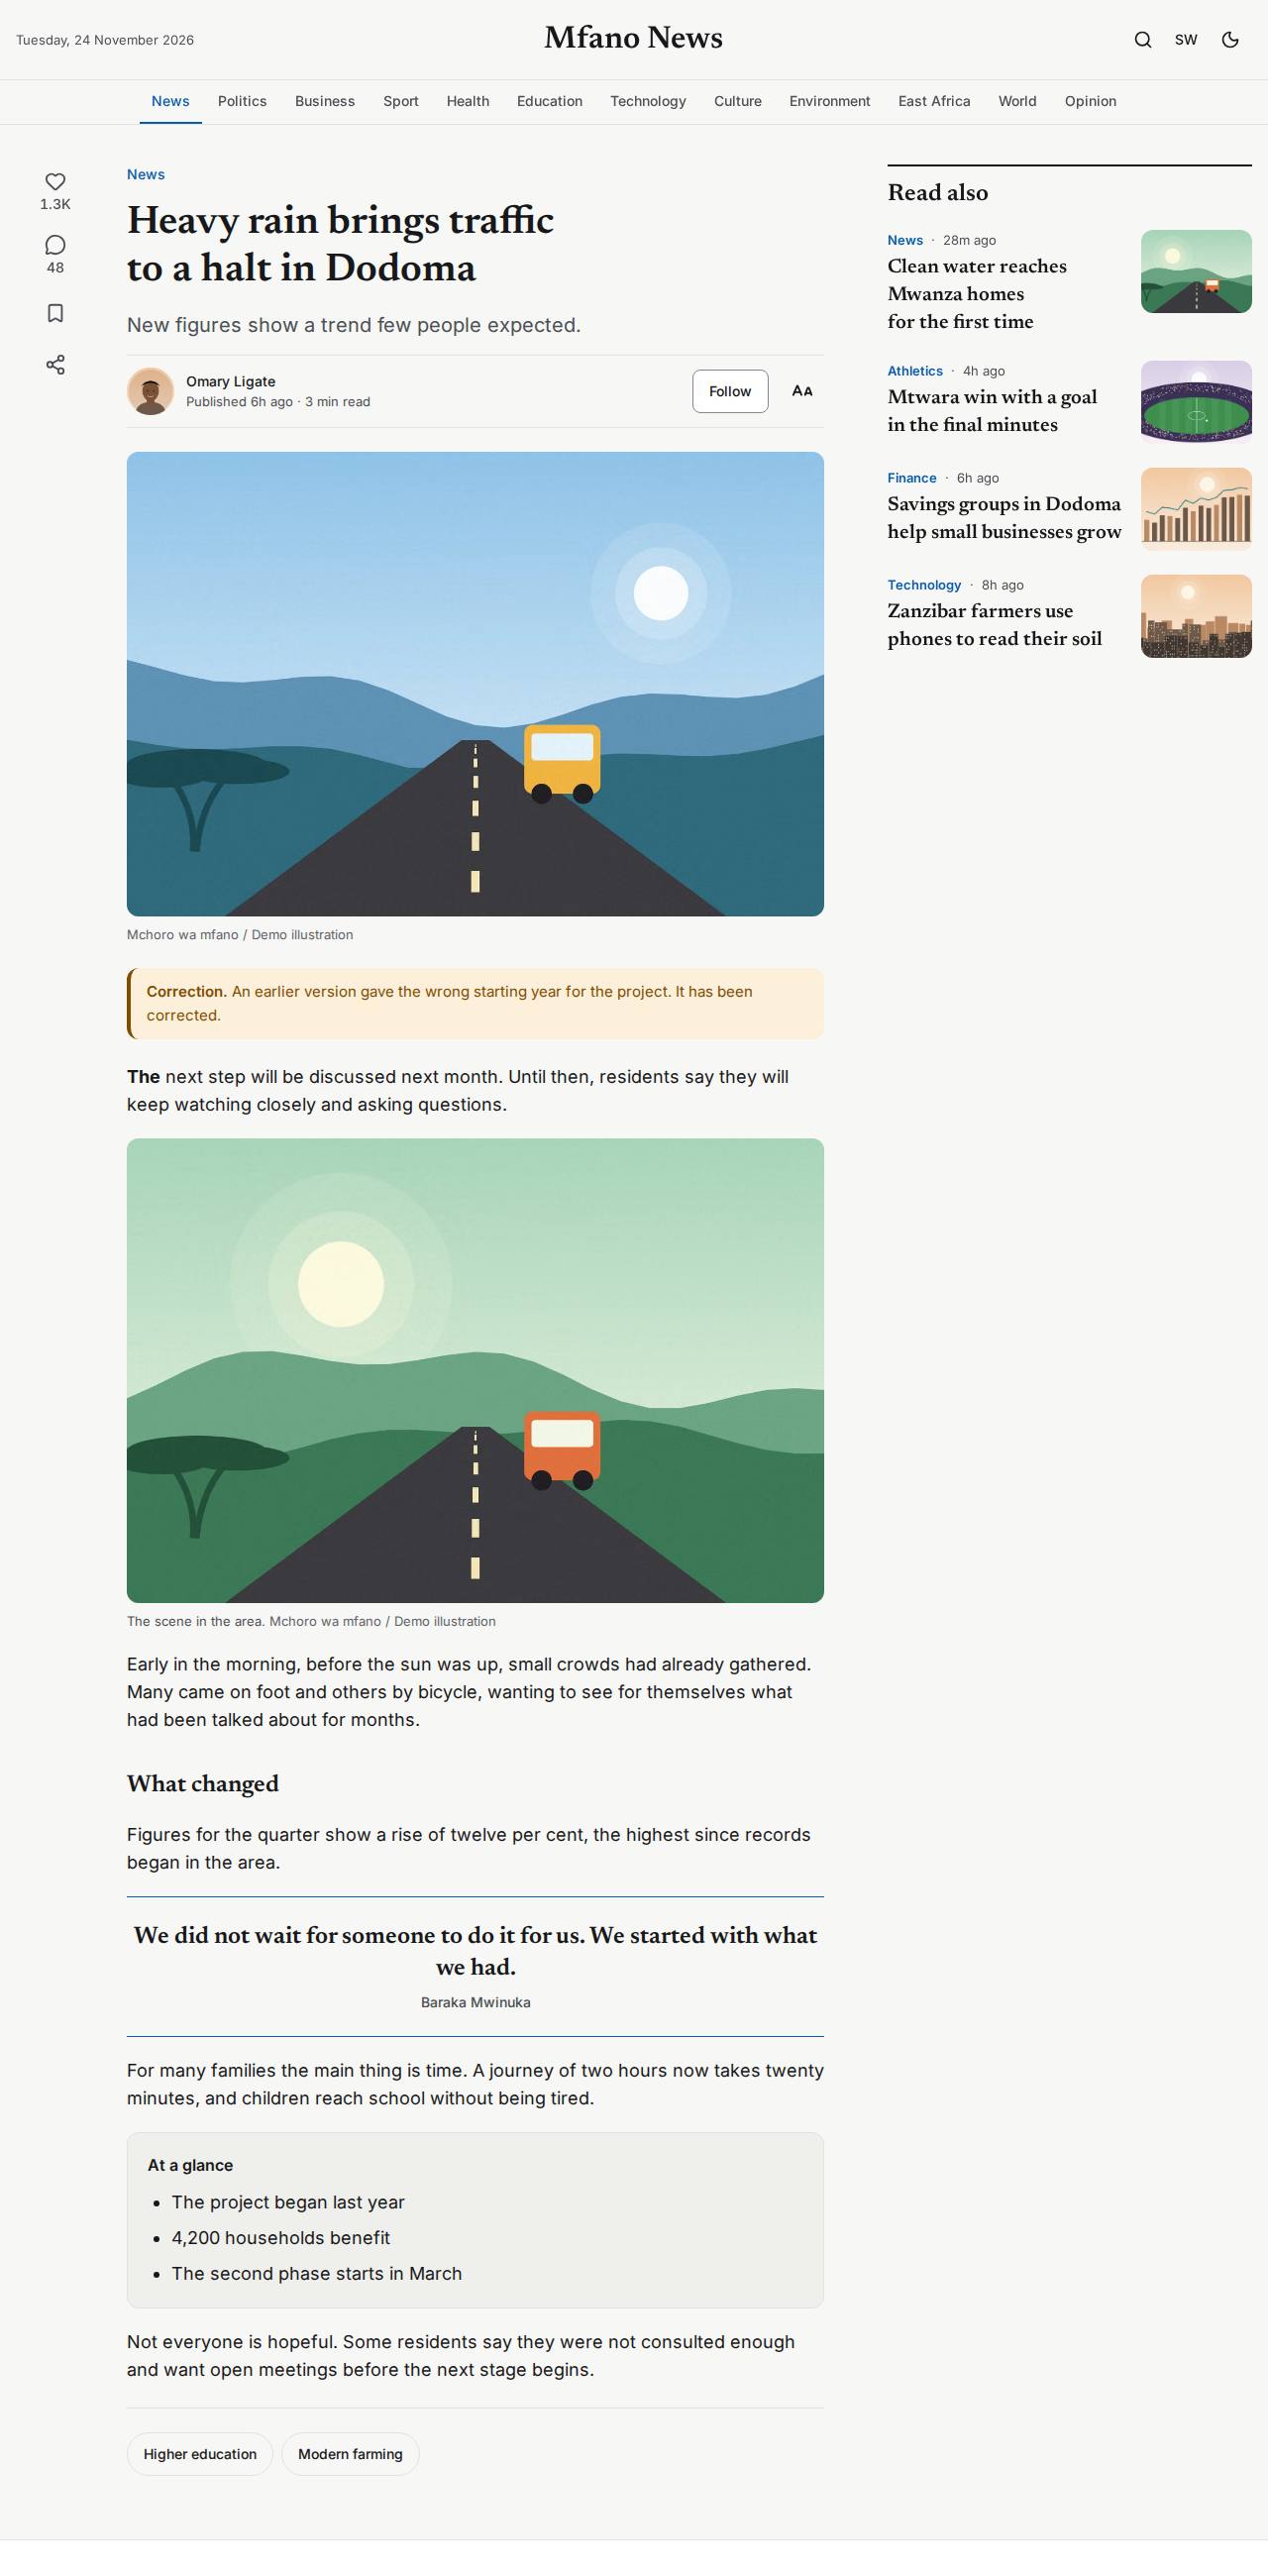 Tuesday, 24 November 2026
Mfano News
SW
News
Politics
Business
Sport
Health
Education
Technology
Culture
Environment
East Africa
World
Opinion
1.3K
48
News
Heavy rain brings traffic
to a halt in Dodoma
New figures show a trend few people expected.
Omary Ligate
Published 6h ago · 3 min read
Follow
AA
Mchoro wa mfano / Demo illustration
Correction. An earlier version gave the wrong starting year for the project. It has been
corrected.
The next step will be discussed next month. Until then, residents say they will
keep watching closely and asking questions.
The scene in the area. Mchoro wa mfano / Demo illustration
Early in the morning, before the sun was up, small crowds had already gathered.
Many came on foot and others by bicycle, wanting to see for themselves what
had been talked about for months.
What changed
Figures for the quarter show a rise of twelve per cent, the highest since records
began in the area.
We did not wait for someone to do it for us. We started with what
we had.
Baraka Mwinuka
For many families the main thing is time. A journey of two hours now takes twenty
minutes, and children reach school without being tired.
At a glance
• The project began last year
• 4,200 households benefit
• The second phase starts in March
Not everyone is hopeful. Some residents say they were not consulted enough
and want open meetings before the next stage begins.
Higher education
Modern farming
Read also
News · 28m ago
Clean water reaches
Mwanza homes
for the first time
Athletics · 4h ago
Mtwara win with a goal
in the final minutes
Finance · 6h ago
Savings groups in Dodoma
help small businesses grow
Technology · 8h ago
Zanzibar farmers use
phones to read their soil